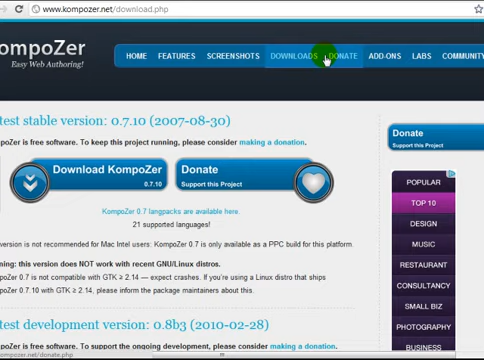 www.kompozer.net/download.php
ompoZer
Easy Web Authoring!
HOME FEATURES SCREENSHOTS DOWNLOADS DONATE ADD-ONS LABS COMMUNITY
test stable version: 0.7.10 (2007-08-30)
poZer is free software. To keep this project running, please consider making a donation.
Download KompoZer
0.7.10
Donate
Support this Project
KompoZer 0.7 langpacks are available here.
21 supported languages!
version is not recommended for Mac Intel users: KompoZer 0.7 is only available as a PPC build for this platform.
ning: this version does NOT work with recent GNU/Linux distros.
poZer 0.7 is not compatible with GTK ≥ 2.14 — expect crashes. If you're using a Linux distro that ships
poZer 0.7.10 with GTK ≥ 2.14, please inform the package maintainers about this.
test development version: 0.8b3 (2010-02-28)
poZer is free software. To support the ongoing development, please consider making a donation.
Donate
Support this Project
POPULAR
TOP 10
DESIGN
MUSIC
RESTAURANT
CONSULTANCY
SMALL BIZ
PHOTOGRAPHY
BUSINESS
ozer.net/donate.php